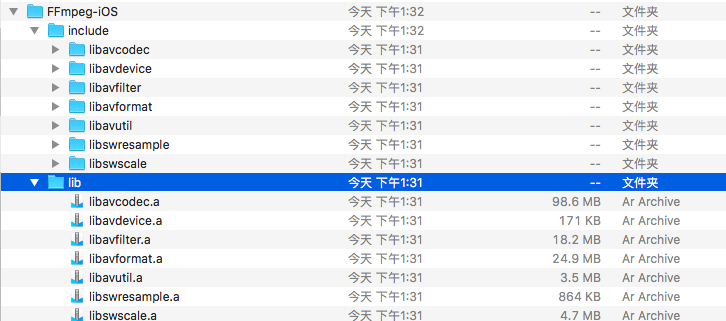 FFmpeg-iOS 今天 下午1:32 -- 文件夹
include 今天 下午1:32 -- 文件夹
libavcodec 今天 下午1:31 -- 文件夹
libavdevice 今天 下午1:31 -- 文件夹
libavfilter 今天 下午1:31 -- 文件夹
libavformat 今天 下午1:31 -- 文件夹
libavutil 今天 下午1:31 -- 文件夹
libswresample 今天 下午1:31 -- 文件夹
libswscale 今天 下午1:31 -- 文件夹
lib 今天 下午1:31 -- 文件夹
libavcodec.a 今天 下午1:31 98.6 MB Ar Archive
libavdevice.a 今天 下午1:31 171 KB Ar Archive
libavfilter.a 今天 下午1:31 18.2 MB Ar Archive
libavformat.a 今天 下午1:31 24.9 MB Ar Archive
libavutil.a 今天 下午1:31 3.5 MB Ar Archive
libswresample.a 今天 下午1:31 864 KB Ar Archive
libswscale.a 今天 下午1:31 4.7 MB Ar Archive